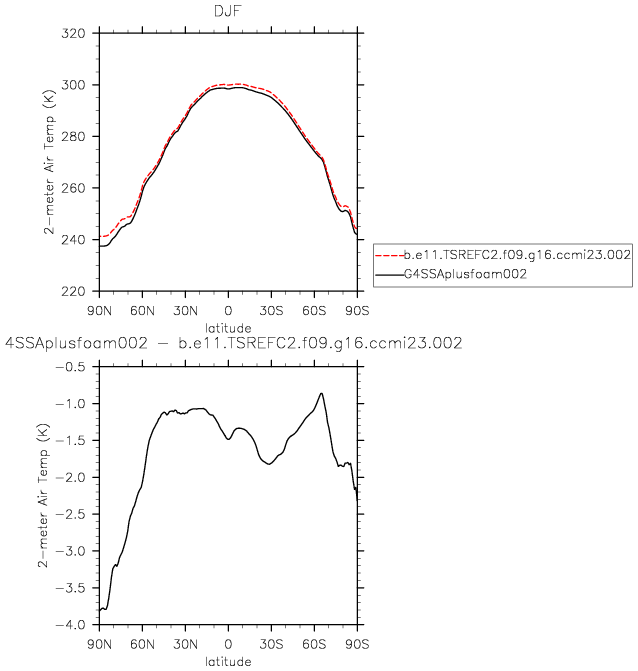 DJF
320
300
280
260
240
220
2-meter Air Temp (K)
90N 60N 30N 0 30S 60S 90S
latitude
b.e11.TSREFC2.f09.g16.ccmi23.002
G4SSAplusfoam002
4SSAplusfoam002 - b.e11.TSREFC2.f09.g16.ccmi23.002
-0.5
-1.0
-1.5
-2.0
-2.5
-3.0
-3.5
-4.0
2-meter Air Temp (K)
90N 60N 30N 0 30S 60S 90S
latitude